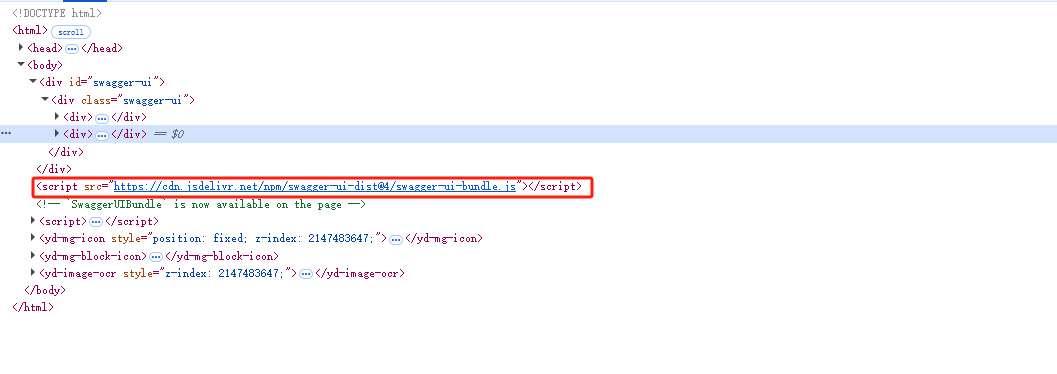 <!DOCTYPE html>
<html> scroll
<head> ••• </head>
<body>
<div id="swagger-ui">
<div class="swagger-ui">
<div> ••• </div>
••• <div> ••• </div> == $0
</div>
</div>
<script src="https://cdn.jsdelivr.net/npm/swagger-ui-dist@4/swagger-ui-bundle.js"></script>
<!-- `SwaggerUIBundle` is now available on the page -->
<script> ••• </script>
<yd-mg-icon style="position: fixed; z-index: 2147483647;"> ••• </yd-mg-icon>
<yd-mg-block-icon> ••• </yd-mg-block-icon>
<yd-image-ocr style="z-index: 2147483647;"> ••• </yd-image-ocr>
</body>
</html>